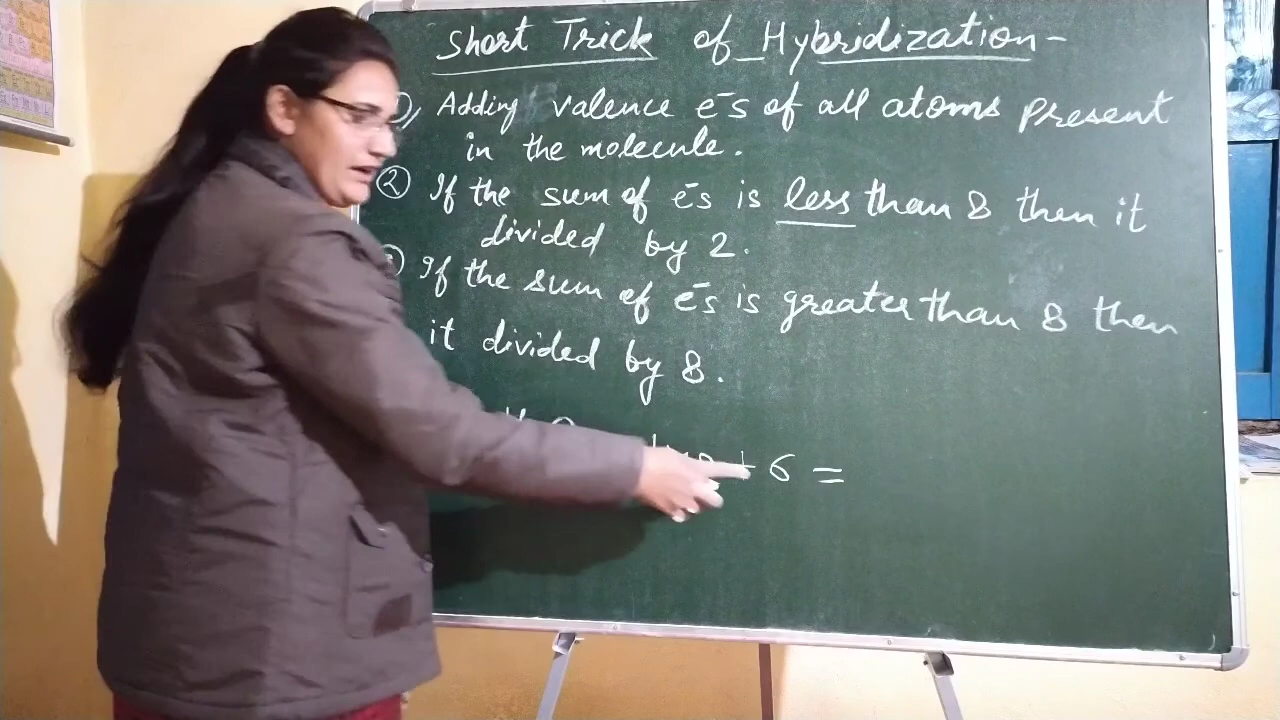 Short Trick of Hybridization-
Adding valence e̅s of all atoms present
in the molecule.
② If the sum of e̅s is less than 8 then it
divided by 2.
If the sum of e̅s is greater than 8 then
it divided by 8.
+ 6 =